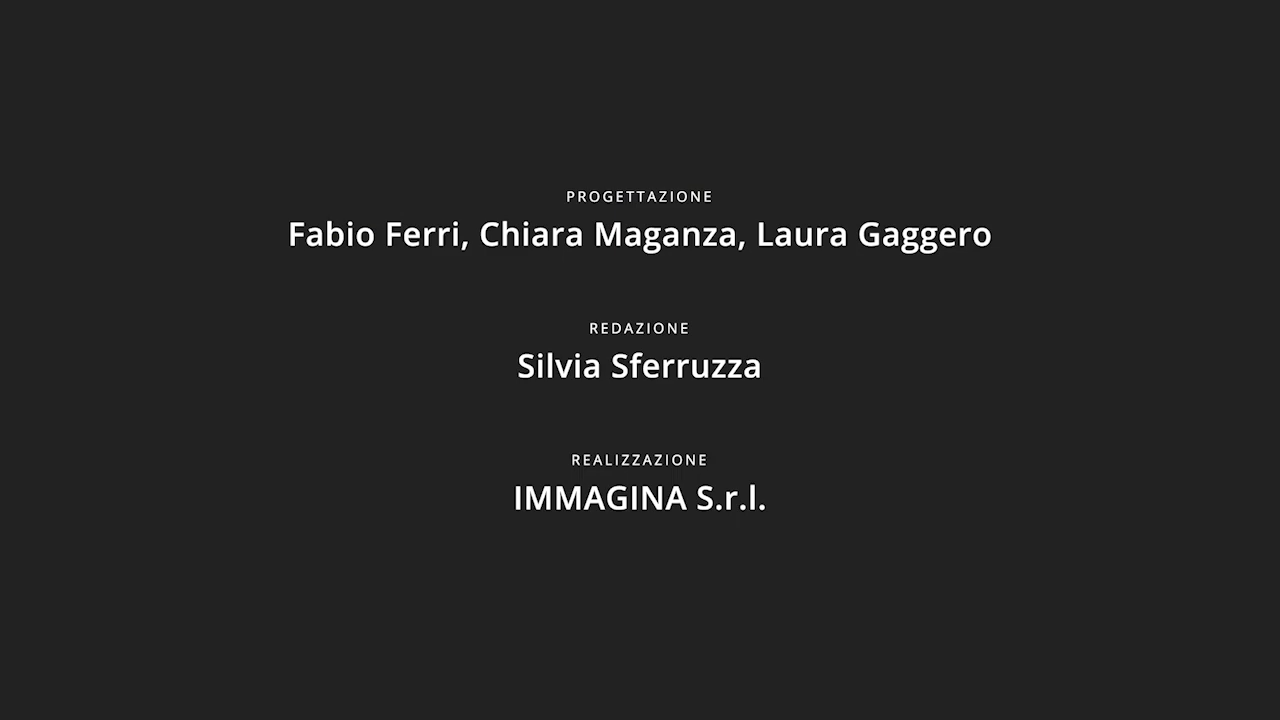 PROGETTAZIONE
Fabio Ferri, Chiara Maganza, Laura Gaggero
REDAZIONE
Silvia Sferruzza
REALIZZAZIONE
IMMAGINA S.r.l.